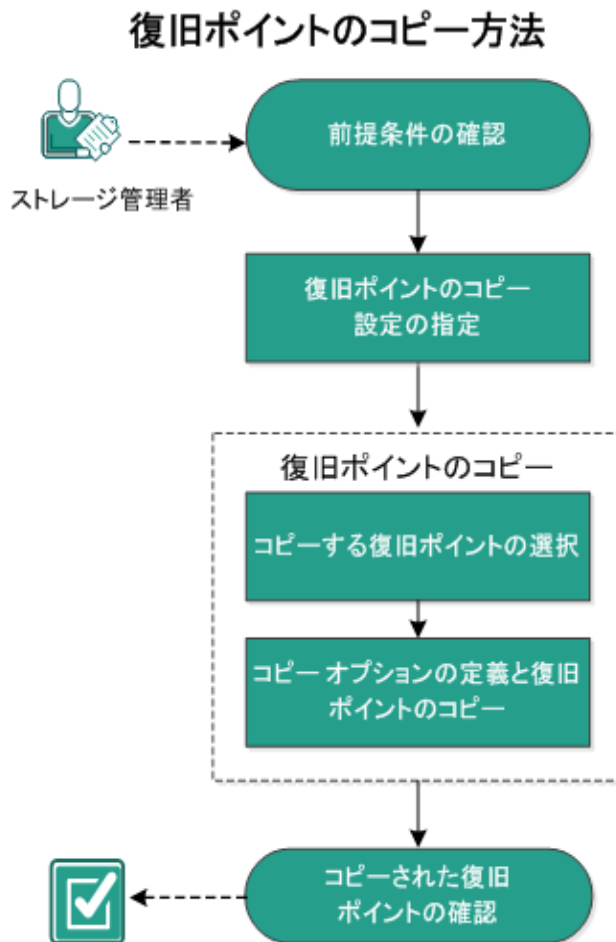 復旧ポイントのコピー方法
前提条件の確認
ストレージ管理者
復旧ポイントのコピー
設定の指定
復旧ポイントのコピー
コピーする復旧ポイントの選択
コピー オプションの定義と復旧
ポイントのコピー
コピーされた復旧
ポイントの確認